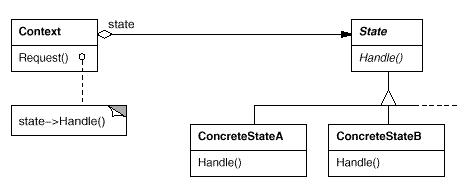 state
Context
State
Request()
Handle()
state->Handle()
ConcreteStateA
ConcreteStateB
Handle()
Handle()